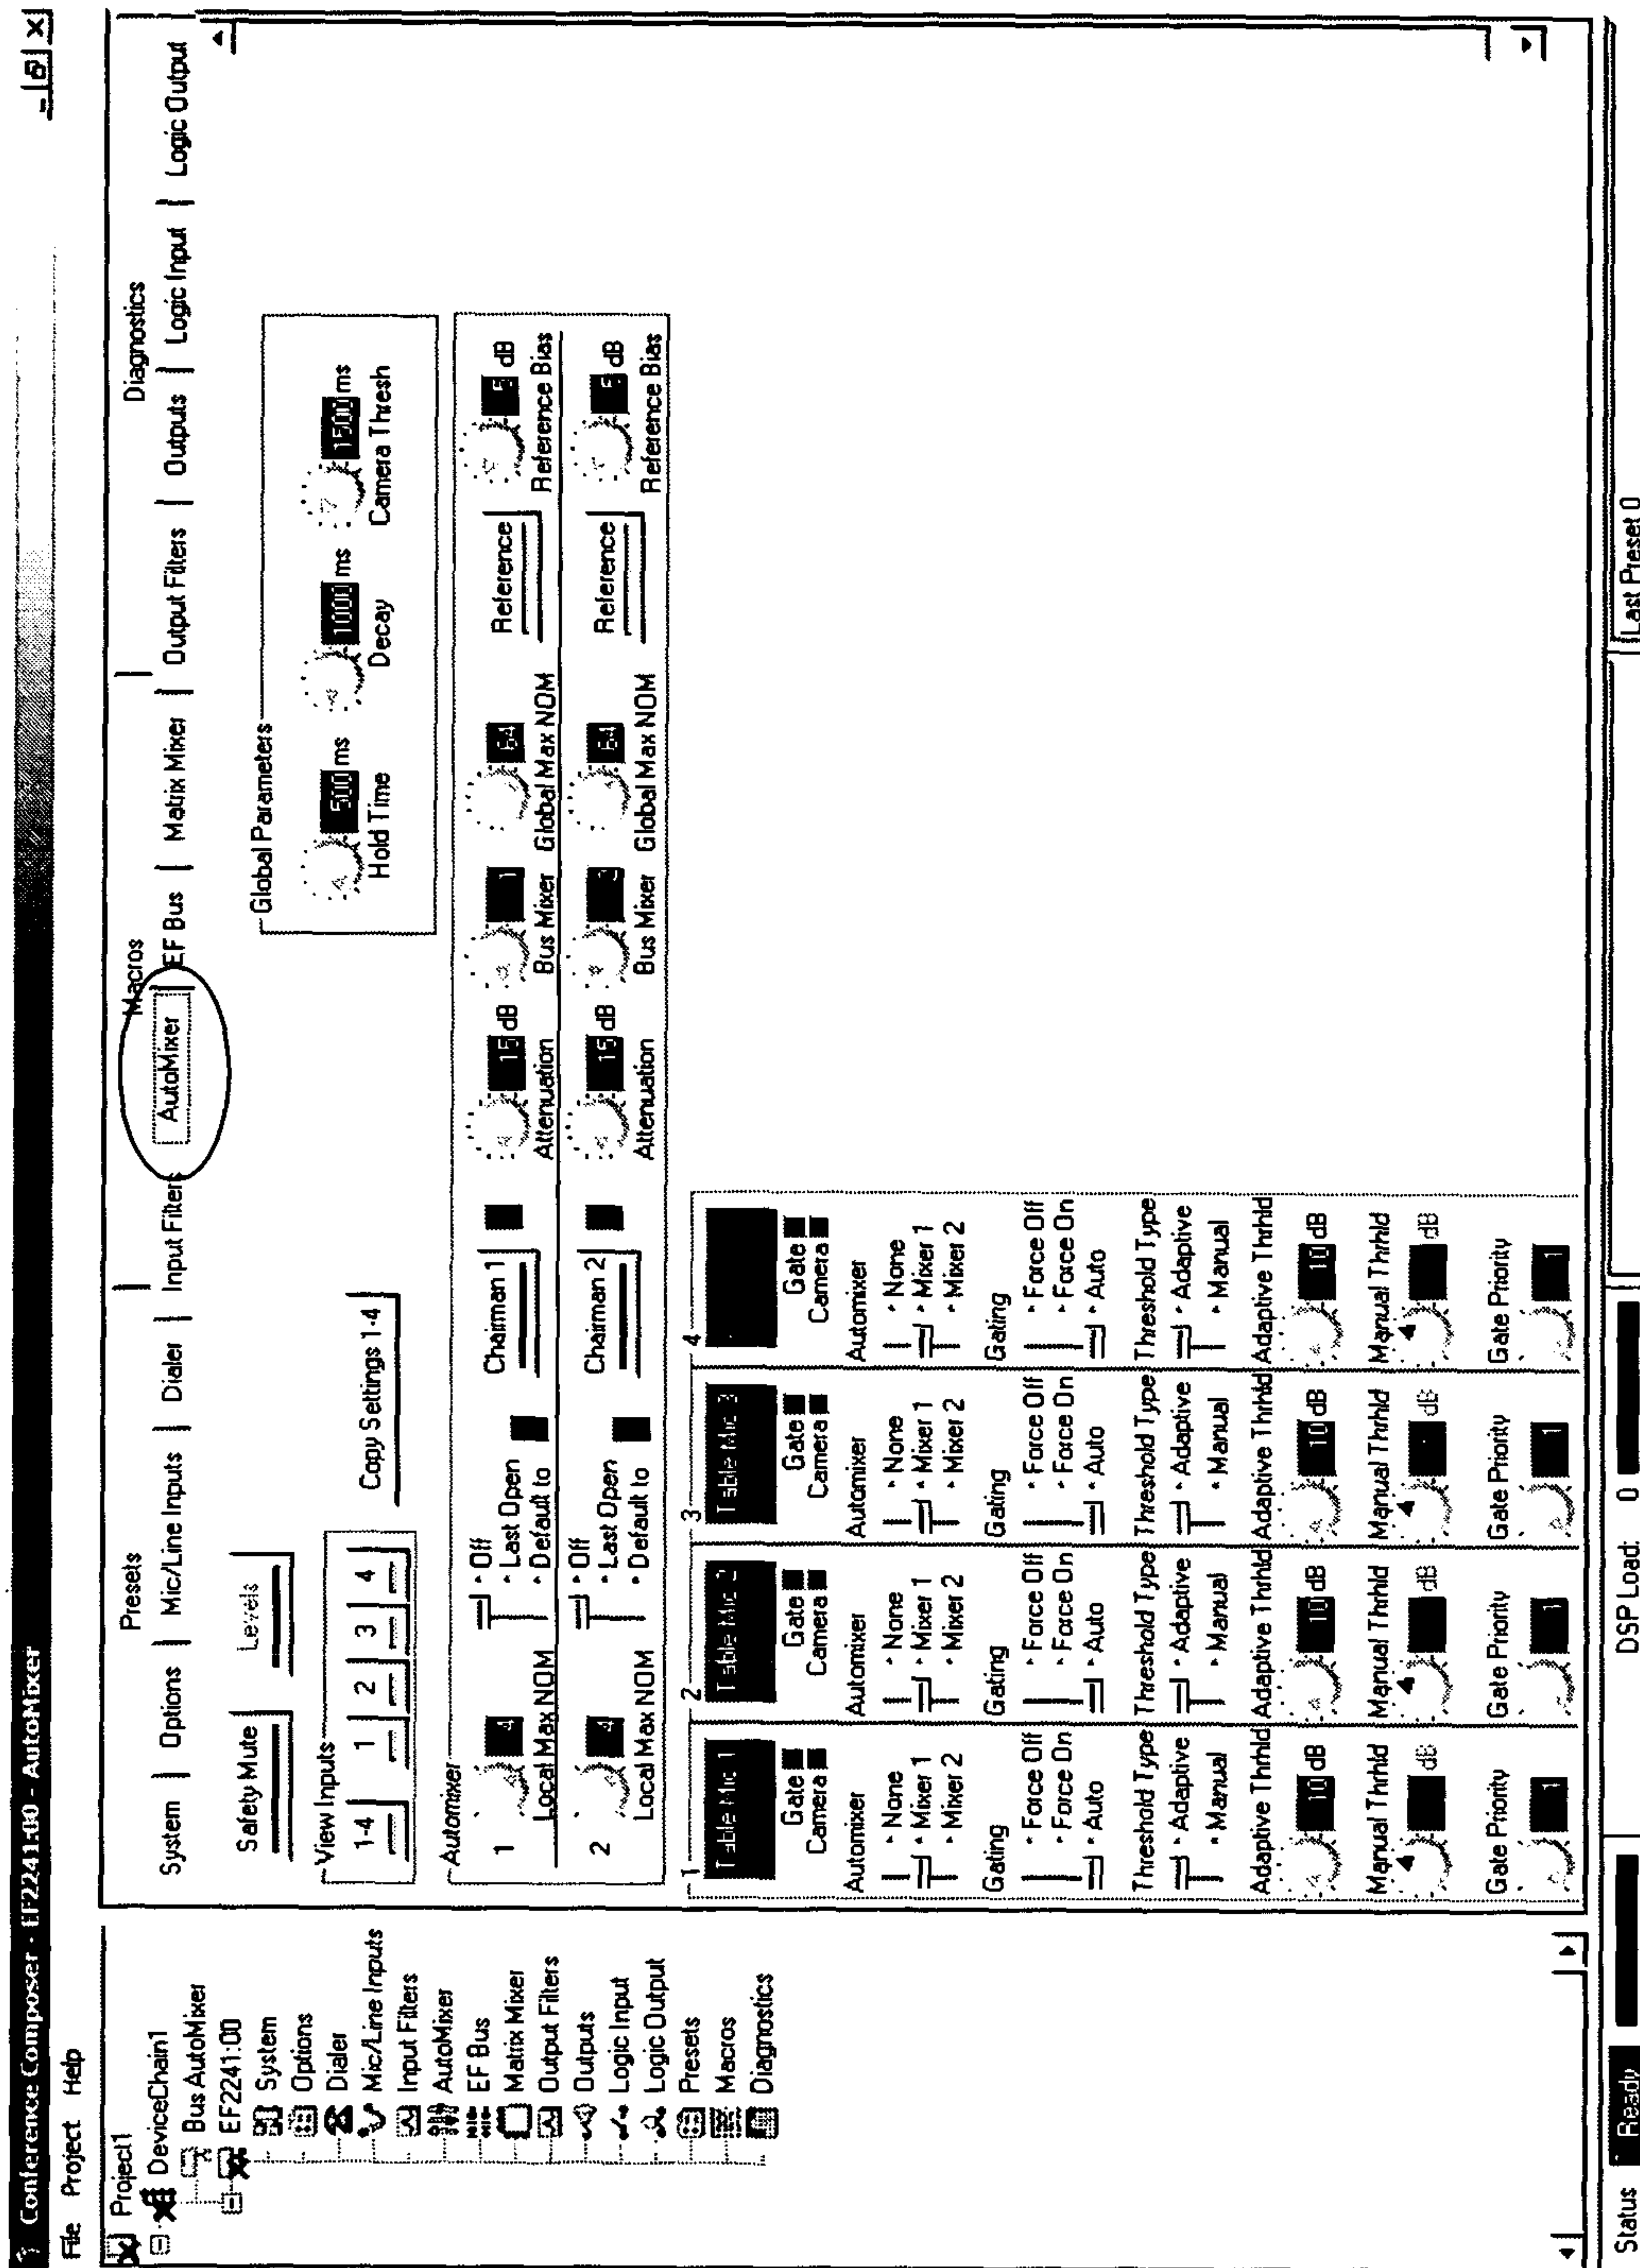 Conference Composer - EF2241:00 - AutoMixer
File Project Help
Project1
DeviceChain1
Bus AutoMixer
EF2241:00
System
Options
Dialer
Mic/Line Inputs
Input Filters
AutoMixer
EF Bus
Matrix Mixer
Output Filters
Outputs
Logic Input
Logic Output
Presets
Macros
Diagnostics
Presets | Macros | Diagnostics
System | Options | Mic/Line Inputs | Dialer | Input Filters AutoMixer | EF Bus | Matrix Mixer | Output Filters | Outputs | Logic Input | Logic Output
Safety Mute Levels
View Inputs
1-4 1 2 3 4
Copy Settings 1-4
Global Parameters
500 ms 1000 ms 1500 ms
Hold Time Decay Camera Thresh
Automixer
1 4 Off Chairman 1 15 dB 1 64 Reference 5 dB
Last Open
Local Max NOM Default to Attenuation Bus Mixer Global Max NOM Reference Bias
2 4 Off Chairman 2 15 dB 64 Reference 5 dB
Last Open
Local Max NOM Default to Attenuation Bus Mixer Global Max NOM Reference Bias
1 2 3 4
Table Mic 1 Table Mic 2 Table Mic 3
Gate Gate Gate Gate
Camera Camera Camera Camera
Automixer Automixer Automixer Automixer
None None None None
Mixer 1 Mixer 1 Mixer 1 Mixer 1
Mixer 2 Mixer 2 Mixer 2 Mixer 2
Gating Gating Gating Gating
Force Off Force Off Force Off Force Off
Force On Force On Force On Force On
Auto Auto Auto Auto
Threshold Type Threshold Type Threshold Type Threshold Type
Adaptive Adaptive Adaptive Adaptive
Manual Manual Manual Manual
Adaptive Thrhld Adaptive Thrhld Adaptive Thrhld Adaptive Thrhld
10 dB 10 dB 10 dB 10 dB
Manual Thrhld Manual Thrhld Manual Thrhld Manual Thrhld
dB dB dB dB
Gate Priority Gate Priority Gate Priority Gate Priority
1 1 1 1
Status Ready DSP Load: 0 Last Preset 0